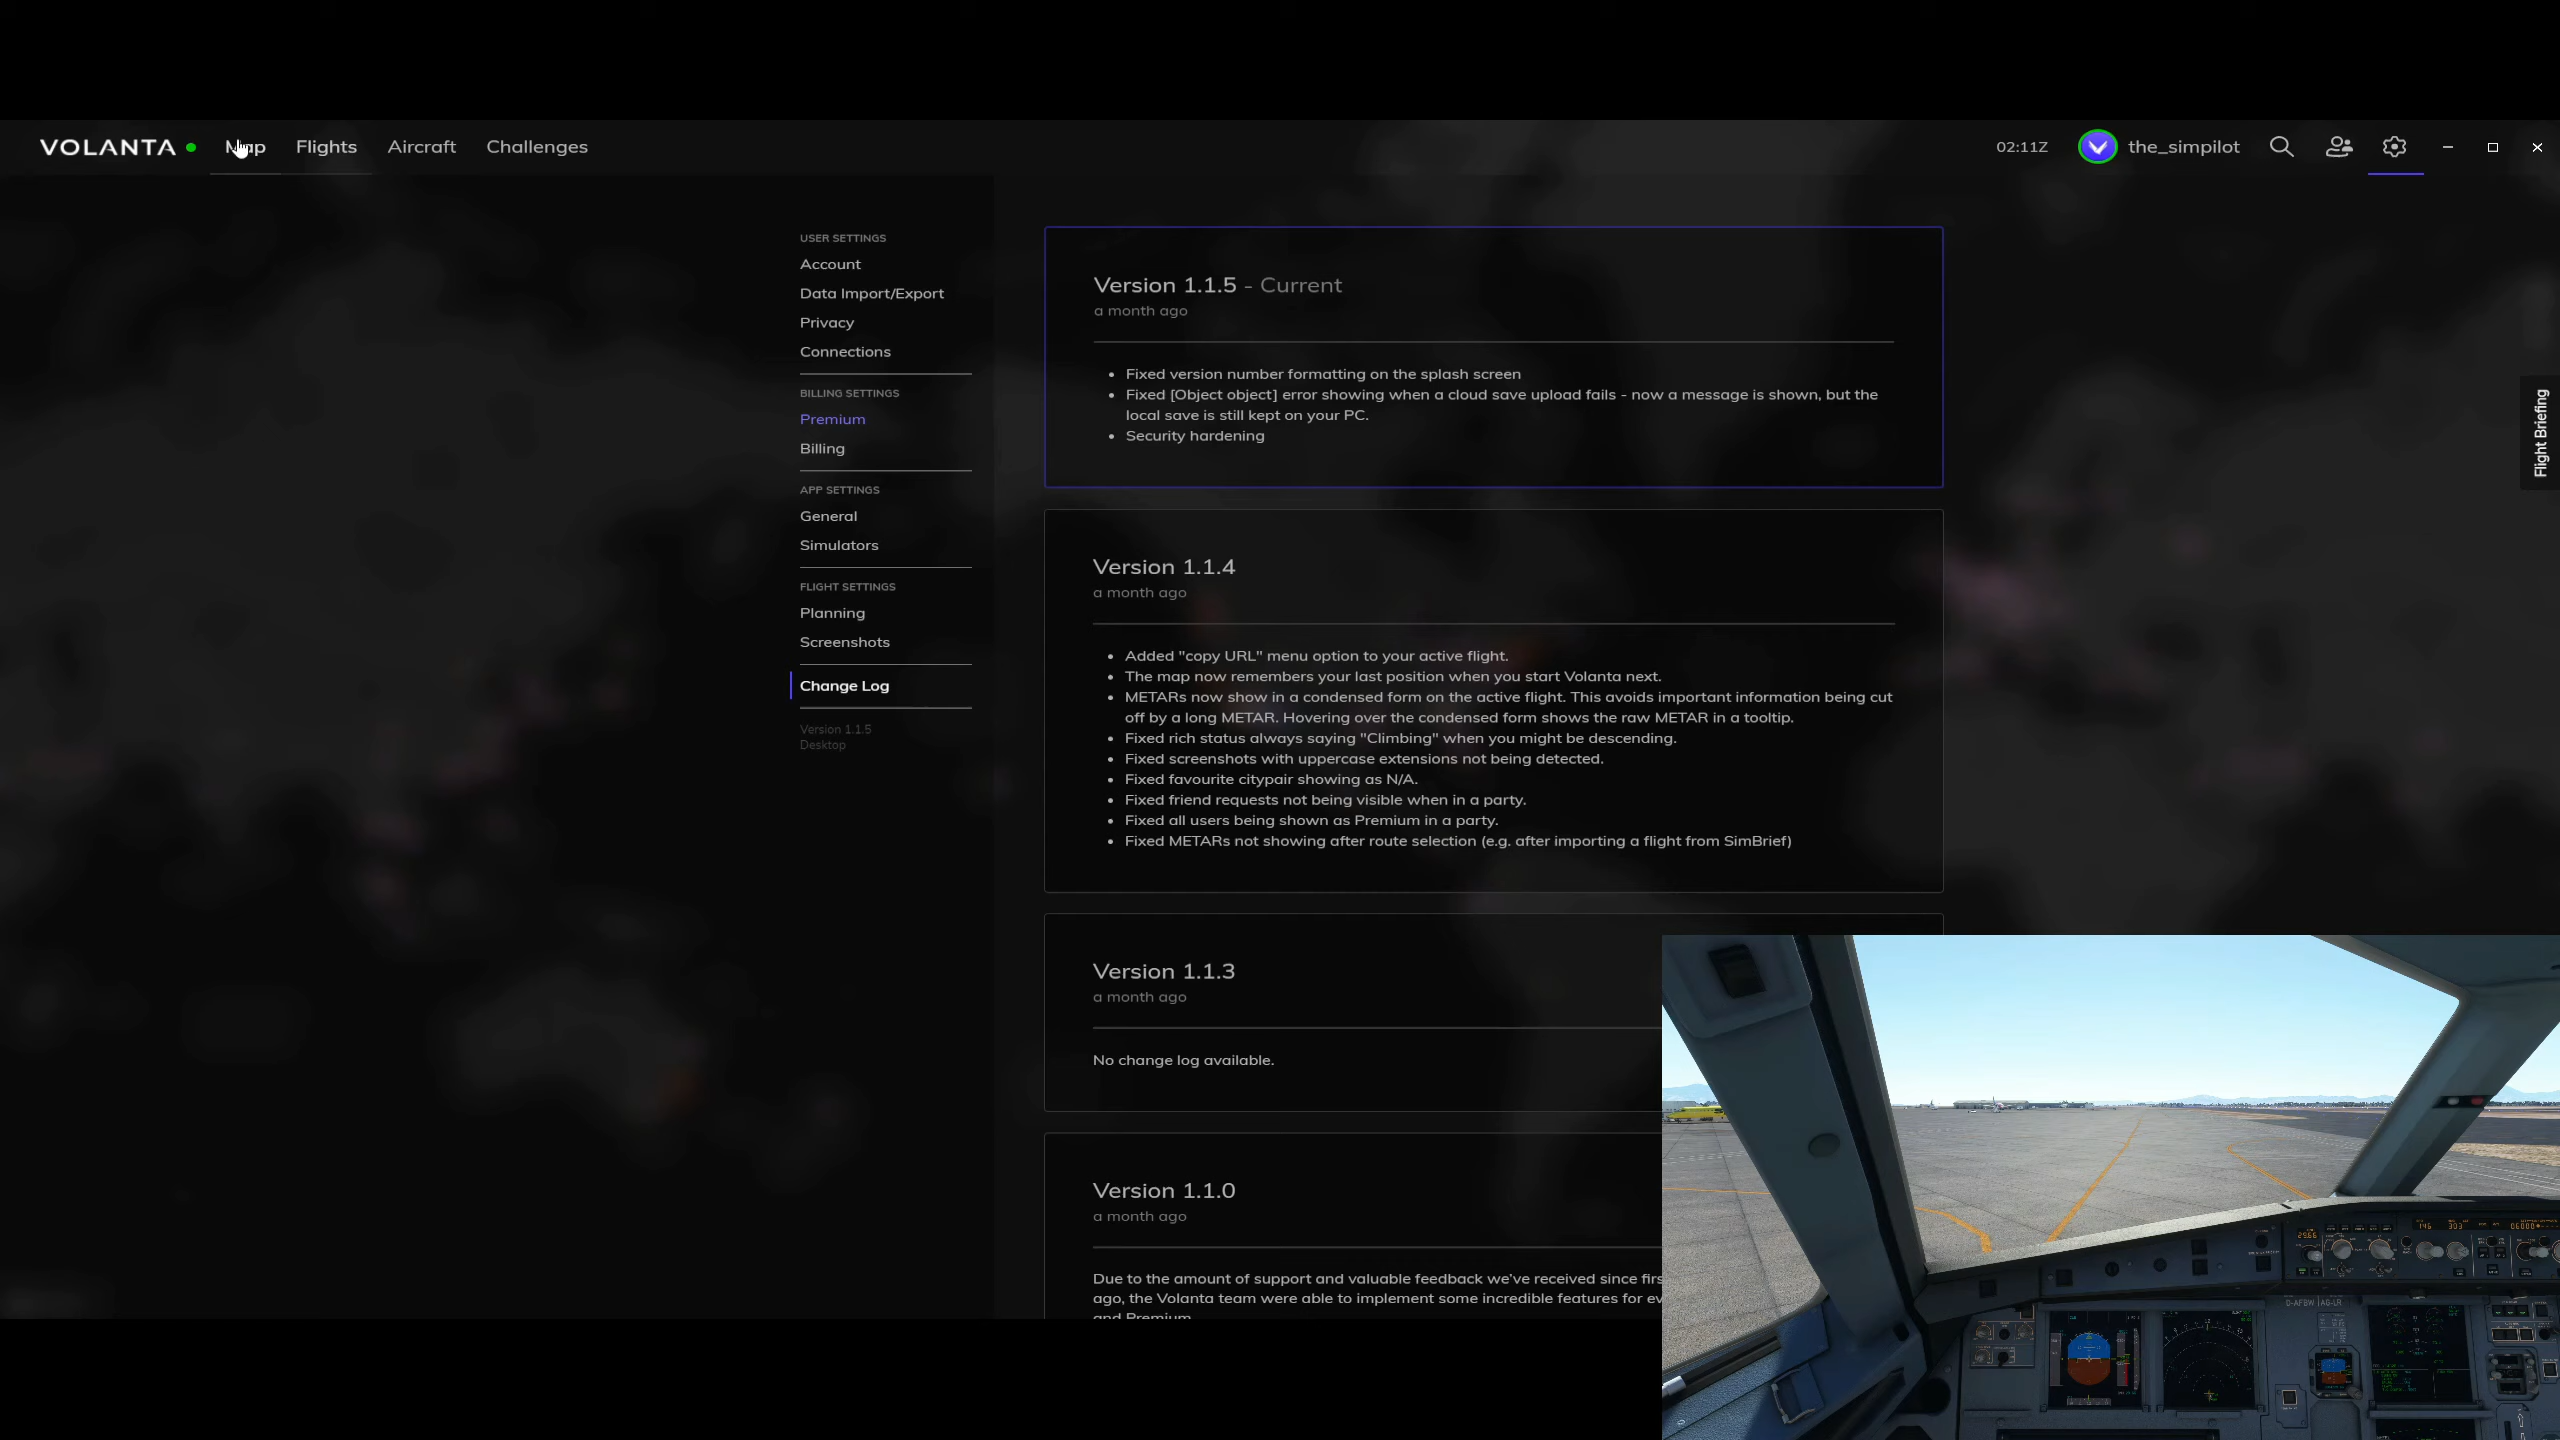 VOLANTA Map Flights Aircraft Challenges 02:11Z the_simpilot
USER SETTINGS
Account
Data Import/Export
Privacy
Connections
BILLING SETTINGS
Premium
Billing
APP SETTINGS
General
Simulators
FLIGHT SETTINGS
Planning
Screenshots
Change Log
Version 1.1.5
Desktop
Version 1.1.5 - Current
a month ago
• Fixed version number formatting on the splash screen
• Fixed [Object object] error showing when a cloud save upload fails - now a message is shown, but the
local save is still kept on your PC.
• Security hardening
Version 1.1.4
a month ago
• Added "copy URL" menu option to your active flight.
• The map now remembers your last position when you start Volanta next.
• METARs now show in a condensed form on the active flight. This avoids important information being cut
off by a long METAR. Hovering over the condensed form shows the raw METAR in a tooltip.
• Fixed rich status always saying "Climbing" when you might be descending.
• Fixed screenshots with uppercase extensions not being detected.
• Fixed favourite citypair showing as N/A.
• Fixed friend requests not being visible when in a party.
• Fixed all users being shown as Premium in a party.
• Fixed METARs not showing after route selection (e.g. after importing a flight from SimBrief)
Version 1.1.3
a month ago
No change log available.
Version 1.1.0
a month ago
Due to the amount of support and valuable feedback we've received since
ago, the Volanta team were able to implement some incredible features for
and Premium
Flight Briefing